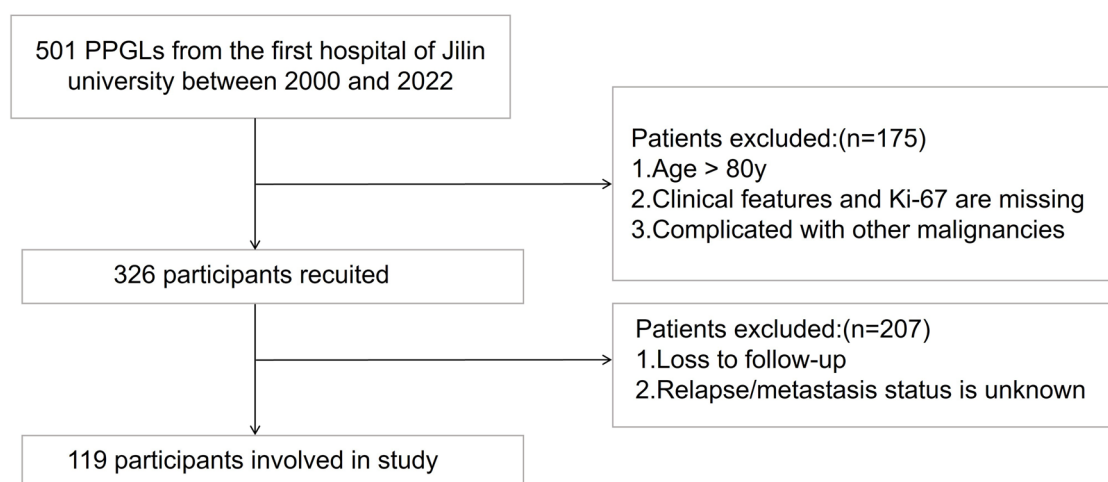 501 PPGLs from the first hospital of Jilin
university between 2000 and 2022
Patients excluded:(n=175)
1.Age > 80y
2.Clinical features and Ki-67 are missing
3.Complicated with other malignancies
326 participants recuited
Patients excluded:(n=207)
1.Loss to follow-up
2.Relapse/metastasis status is unknown
119 participants involved in study